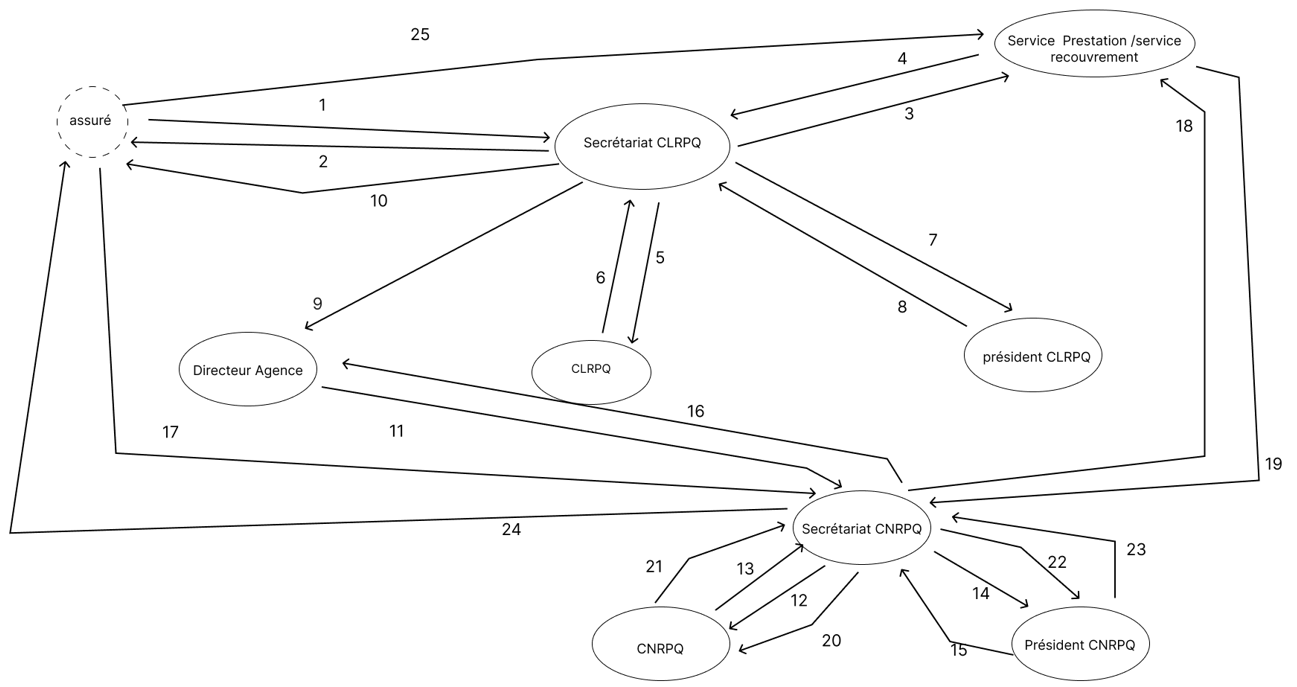 25
Service  Prestation /service
recouvrement
4
1
assuré
3
18
Secrétariat CLRPQ
2
10
7
5
6
9
8
président CLRPQ
Directeur Agence
CLRPQ
16
17
11
19
24
Secrétariat CNRPQ
23
21
13
22
12
14
20
15
CNRPQ
Président CNRPQ